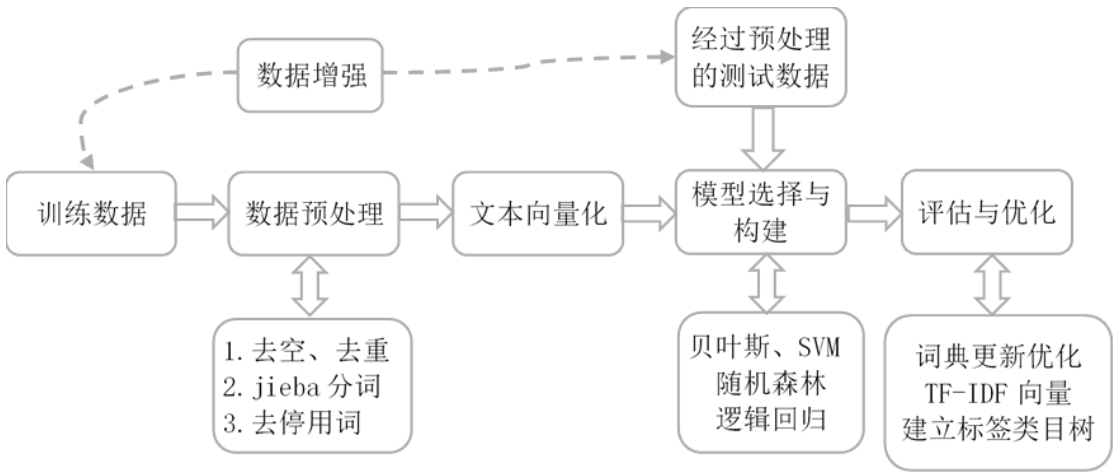 数据增强
经过预处理
的测试数据
训练数据
数据预处理
文本向量化
模型选择与
构建
评估与优化
1. 去空、去重
2. jieba 分词
3. 去停用词
贝叶斯、SVM
随机森林
逻辑回归
词典更新优化
TF-IDF 向量
建立标签类目树